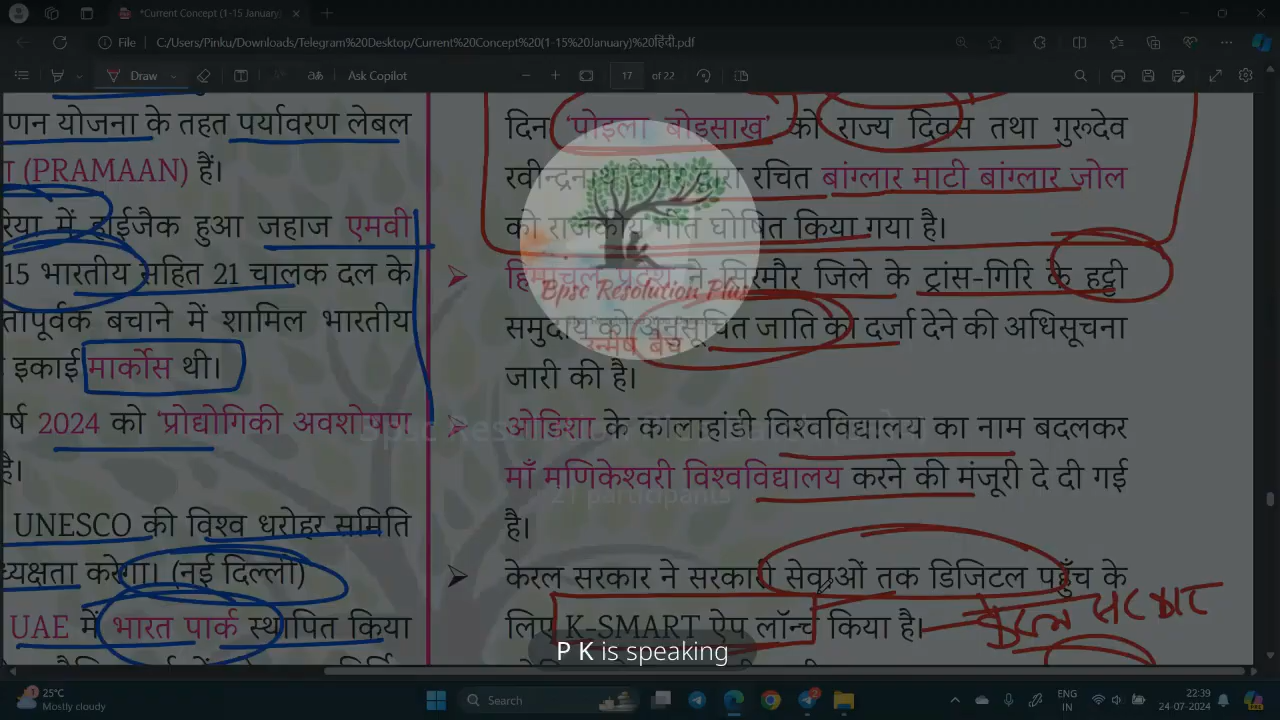 *Current Concept (1-15 January)
File
C:/Users/Pinku/Downloads/Telegram%20Desktop/Current%20Concept%20(1-15%20January)%20हिंदी.pdf
Draw
Ask Copilot
17 of 22
णन योजना के तहत पर्यावरण लेबल
(PRAMAAN) हैं।
में हाईजैक हुआ जहाज एमवी
15 भारतीय सहित 21 चालक दल के
तापूर्वक बचाने में शामिल भारतीय
इकाई मार्कोस थी।
र्ष 2024 को 'प्रोद्योगिकी अवशोषण
है।
UNESCO की विश्व धरोहर समिति
ध्यक्षता करेगा। (नई दिल्ली)
UAE में भारत पार्क स्थापित किया
दिन 'पोइला बोड़साख' को राज्य दिवस तथा गुरूदेव
रवीन्द्रनाथ टैगोर द्वारा रचित बांग्लार माटी बांग्लार जोल
को राजकीय गीत घोषित किया गया है।
हिमाचल प्रदेश ने सिरमौर जिले के ट्रांस-गिरि के हट्टी
समुदाय को अनुसूचित जाति का दर्जा देने की अधिसूचना
जारी की है।
ओडिशा के कालाहांडी विश्वविद्यालय का नाम बदलकर
माँ मणिकेश्वरी विश्वविद्यालय करने की मंजूरी दे दी गई
है।
केरल सरकार ने सरकारी सेवाओं तक डिजिटल पहुँच के
लिए K-SMART ऐप लॉन्च किया है।
केरल सरकार
Bpsc Resolution Plus
उन्मेष बैच
21 participants
P K is speaking
25°C
Mostly cloudy
Search
ENG
IN
22:39
24-07-2024